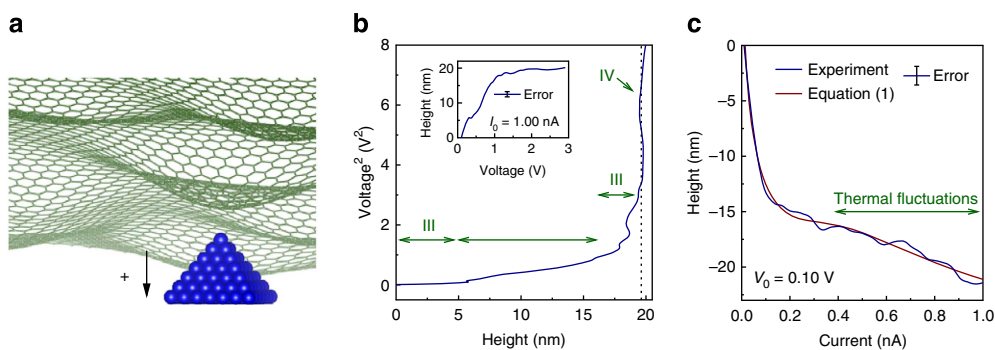 a
+
b
Voltage² (V²)
8
6
4
2
0
0
5
10
15
20
Height (nm)
III
III
IV
Height (nm)
20
10
0
0
1
2
3
Voltage (V)
Error
I₀ = 1.00 nA
c
Height (nm)
0
−5
−10
−15
−20
0.0
0.2
0.4
0.6
0.8
1.0
Current (nA)
Experiment
Equation (1)
Error
Thermal fluctuations
V₀ = 0.10 V